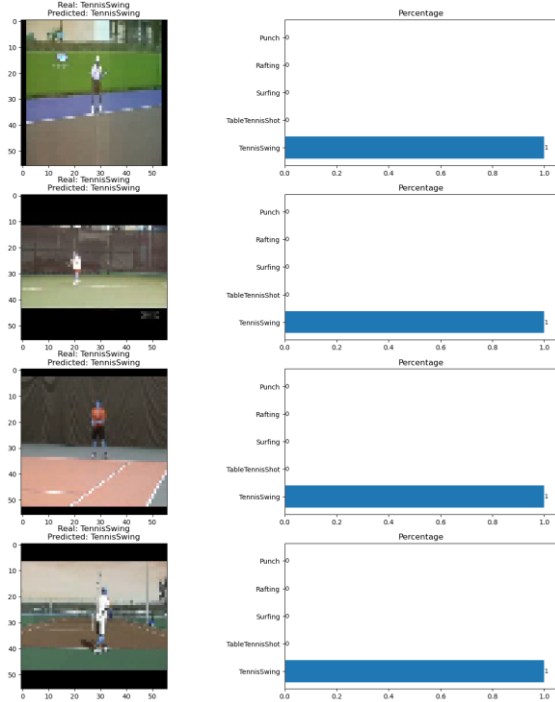 Real: TennisSwing
Predicted: TennisSwing
0
10
20
30
40
50
0 10 20 30 40 50
Percentage
Punch 0
Rafting 0
Surfing 0
TableTennisShot 0
TennisSwing 1
0.0 0.2 0.4 0.6 0.8 1.0
Real: TennisSwing
Predicted: TennisSwing
0
10
20
30
40
50
0 10 20 30 40 50
Percentage
Punch 0
Rafting 0
Surfing 0
TableTennisShot 0
TennisSwing 1
0.0 0.2 0.4 0.6 0.8 1.0
Real: TennisSwing
Predicted: TennisSwing
0
10
20
30
40
50
0 10 20 30 40 50
Percentage
Punch 0
Rafting 0
Surfing 0
TableTennisShot 0
TennisSwing 1
0.0 0.2 0.4 0.6 0.8 1.0
Real: TennisSwing
Predicted: TennisSwing
0
10
20
30
40
50
0 10 20 30 40 50
Percentage
Punch 0
Rafting 0
Surfing 0
TableTennisShot 0
TennisSwing 1
0.0 0.2 0.4 0.6 0.8 1.0